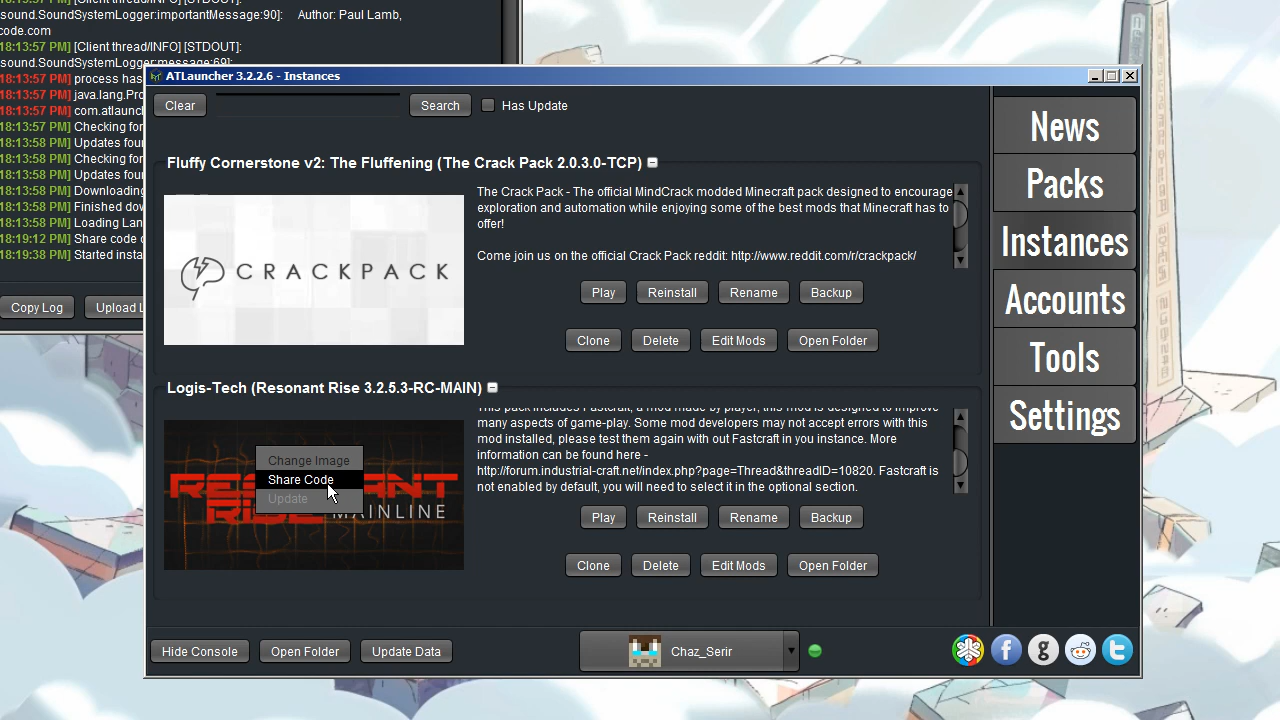 18:13:57 PM] [Client thread/INFO] [STDOUT]:
sound.SoundSystemLogger:importantMessage:90]: Author: Paul Lamb,
code.com
18:13:57 PM] [Client thread/INFO] [STDOUT]:
sound.SoundSystemLogger:message:69]:
18:13:57 PM] process has
18:13:57 PM] java.lang.Pro
18:13:57 PM] com.atlaunc
18:13:57 PM] Checking for
18:13:58 PM] Updates four
18:13:58 PM] Checking for
18:13:58 PM] Updates four
18:13:58 PM] Downloading
18:13:58 PM] Finished dow
18:13:58 PM] Loading Lan
18:19:12 PM] Share code c
18:19:38 PM] Started insta
Copy Log
Upload L
ATLauncher 3.2.2.6 - Instances
Clear
Search
Has Update
Fluffy Cornerstone v2: The Fluffening (The Crack Pack 2.0.3.0-TCP)
CRACKPACK
The Crack Pack - The official MindCrack modded Minecraft pack designed to encourage
exploration and automation while enjoying some of the best mods that Minecraft has to
offer!
Come join us on the official Crack Pack reddit: http://www.reddit.com/r/crackpack/
Play
Reinstall
Rename
Backup
Clone
Delete
Edit Mods
Open Folder
Logis-Tech (Resonant Rise 3.2.5.3-RC-MAIN)
MAINLINE
Change Image
Share Code
Update
This pack includes Fastcraft, a mod made by player, this mod is designed to improve
many aspects of game-play. Some mod developers may not accept errors with this
mod installed, please test them again with out Fastcraft in you instance. More
information can be found here -
http://forum.industrial-craft.net/index.php?page=Thread&threadID=10820. Fastcraft is
not enabled by default, you will need to select it in the optional section.
Play
Reinstall
Rename
Backup
Clone
Delete
Edit Mods
Open Folder
News
Packs
Instances
Accounts
Tools
Settings
Hide Console
Open Folder
Update Data
Chaz_Serir